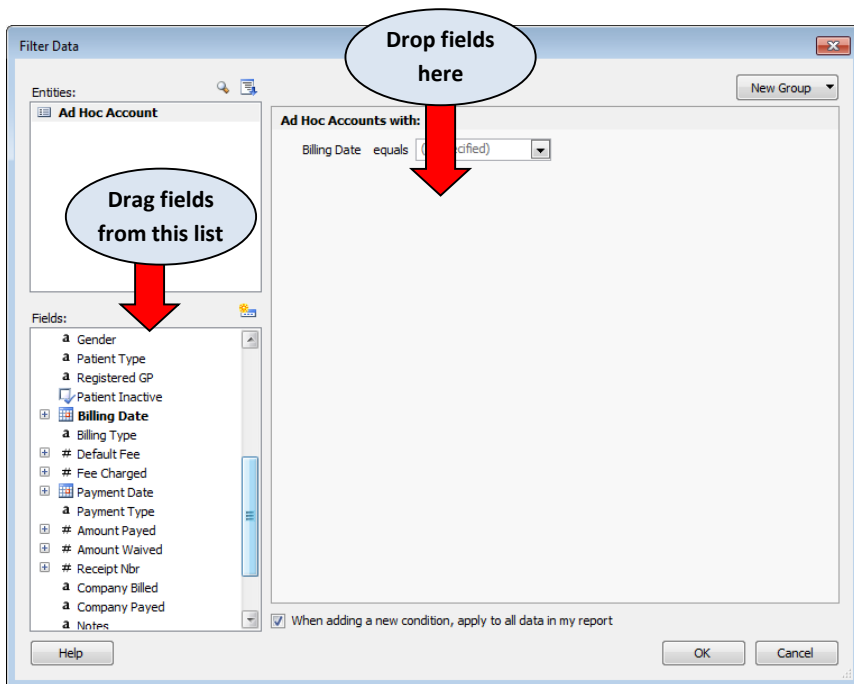 Filter Data
Drop fields
here
Entities:
New Group
Ad Hoc Account
Ad Hoc Accounts with:
Billing Date equals
Drag fields
from this list
Fields:
a Gender
a Patient Type
a Registered GP
Patient Inactive
Billing Date
a Billing Type
# Default Fee
# Fee Charged
Payment Date
a Payment Type
# Amount Payed
# Amount Waived
# Receipt Nbr
a Company Billed
a Company Payed
a Notes
When adding a new condition, apply to all data in my report
Help
OK
Cancel